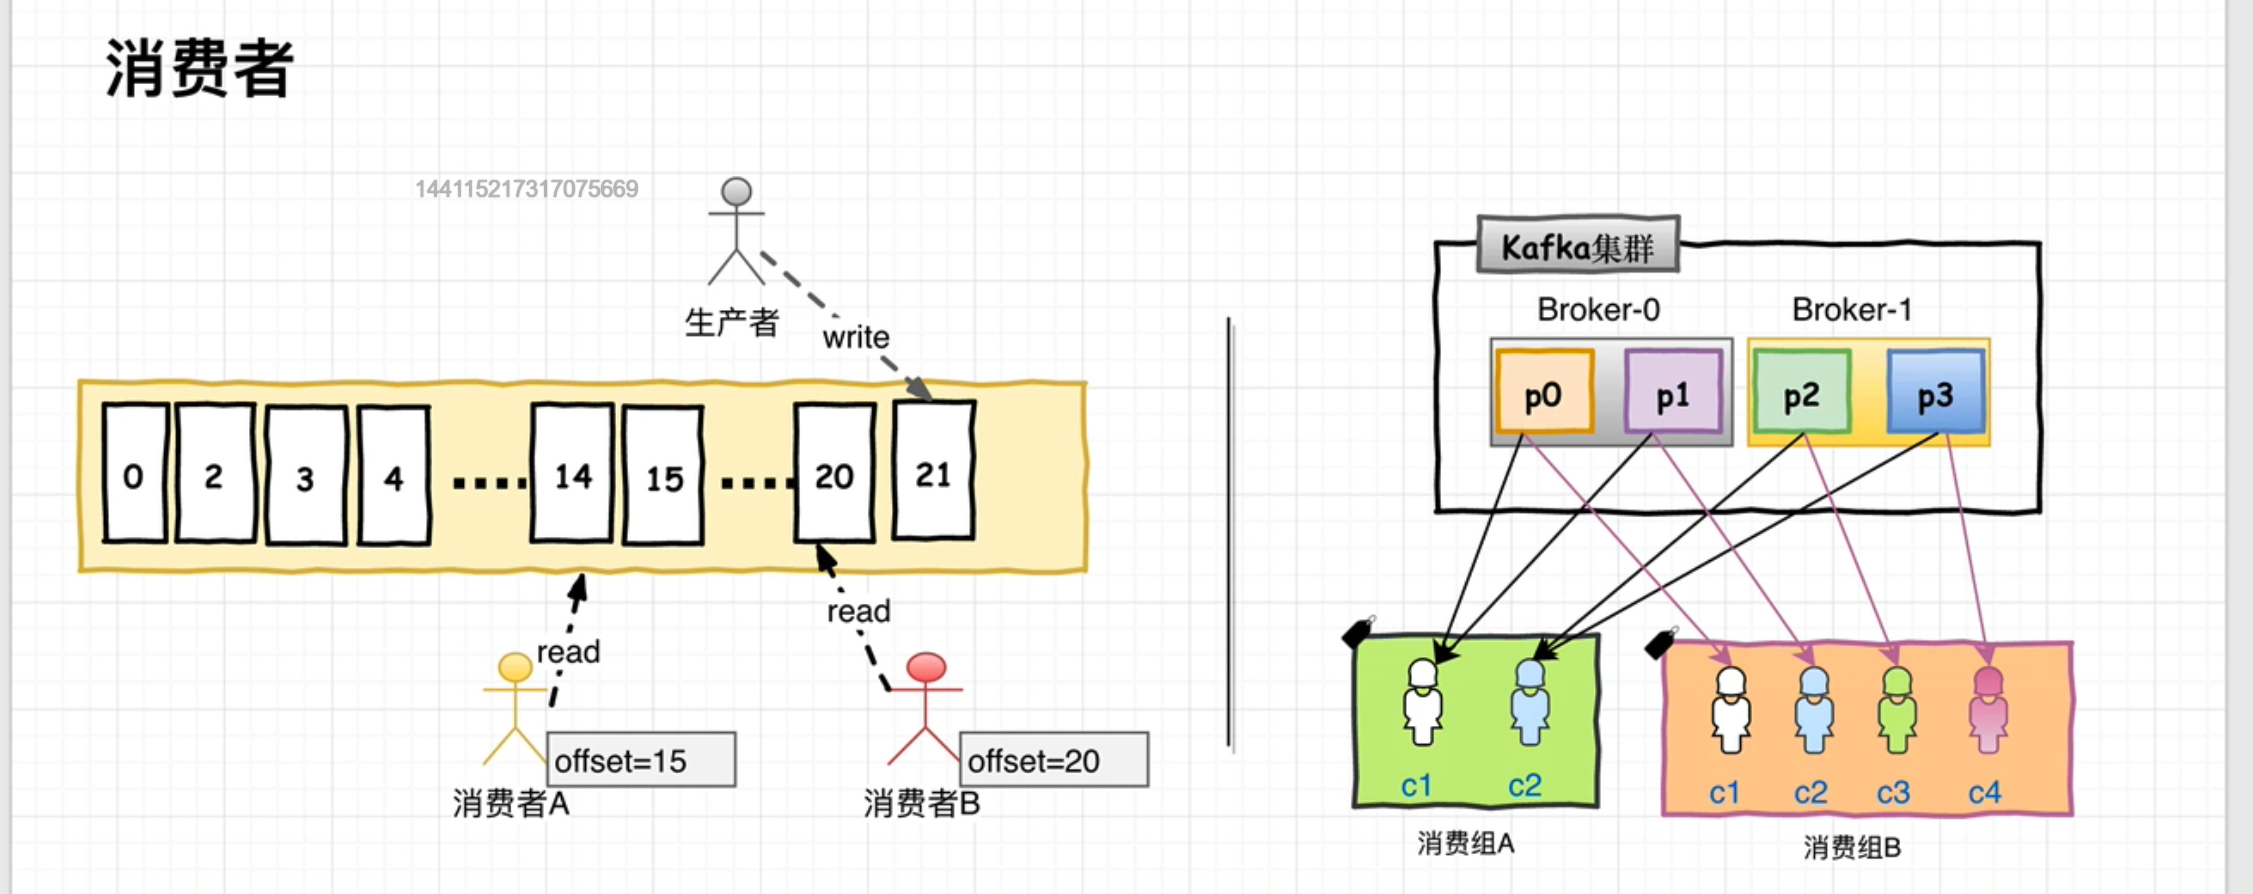 消费者
144115217317075669
生产者
write
0 2 3 4 14 15 20 21
read
read
offset=15
offset=20
消费者A
消费者B
Kafka集群
Broker-0 Broker-1
p0 p1 p2 p3
c1 c2
消费组A
c1 c2 c3 c4
消费组B